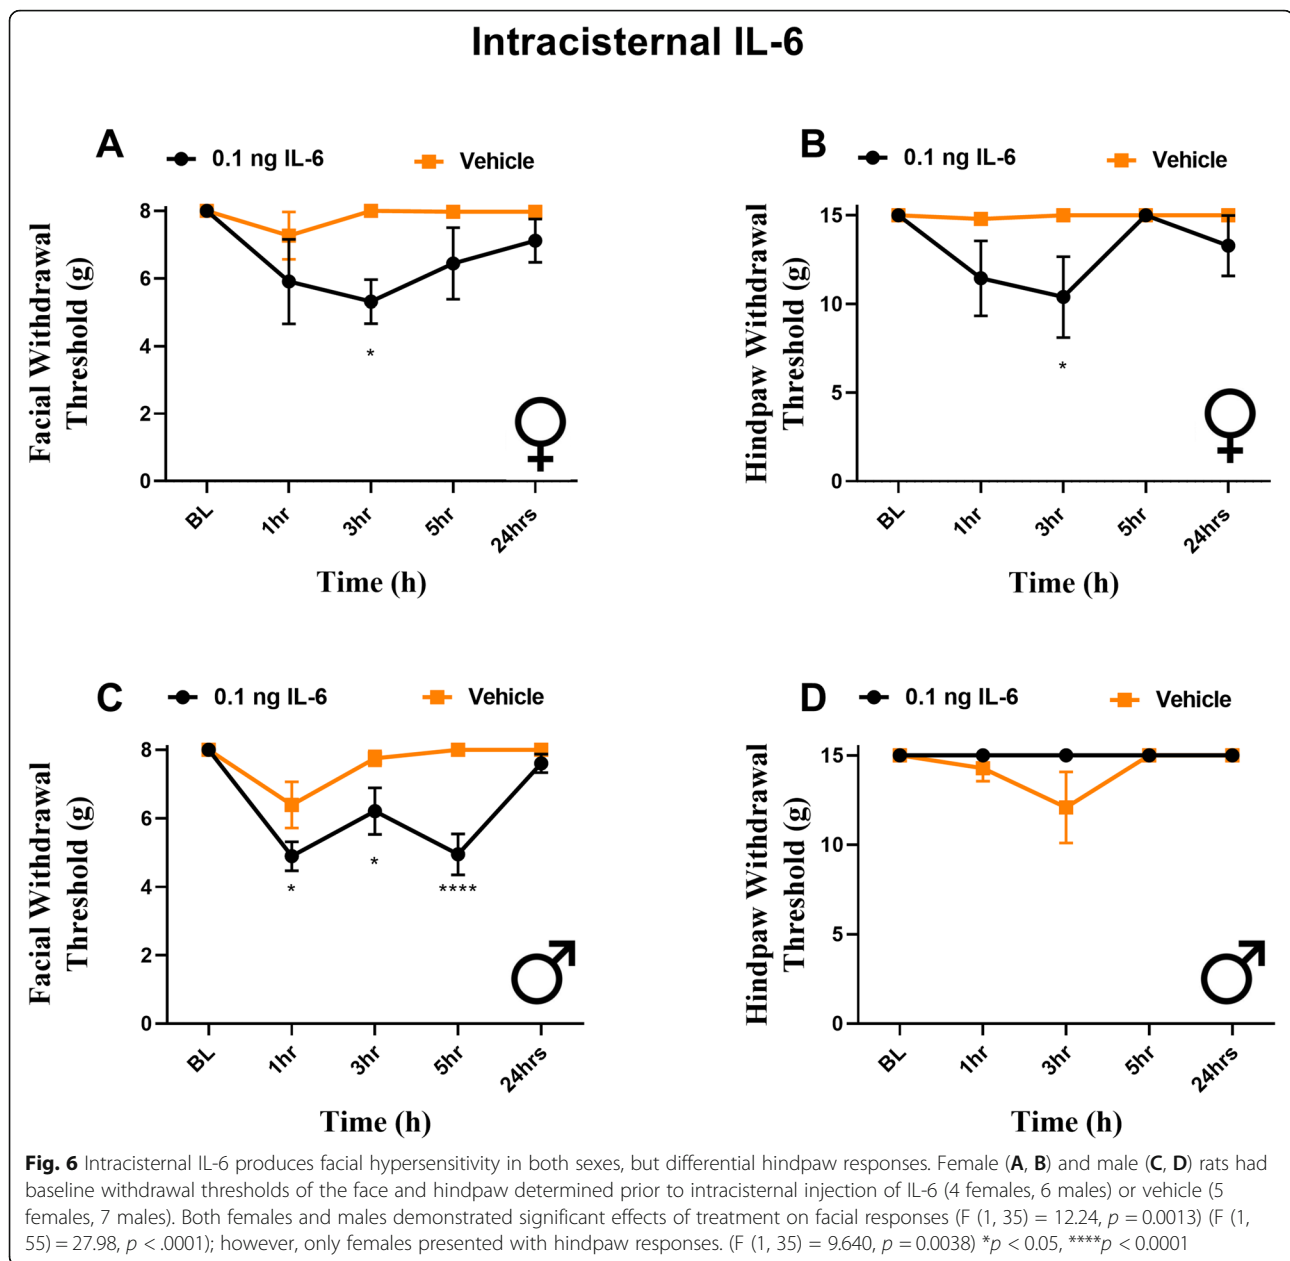 Intracisternal IL-6
A
0.1 ng IL-6
Vehicle
Facial Withdrawal
Threshold (g)
8
6
4
2
0
BL
1hr
3hr
5hr
24hrs
*
♀
Time (h)
B
0.1 ng IL-6
Vehicle
Hindpaw Withdrawal
Threshold (g)
15
10
5
0
BL
1hr
3hr
5hr
24hrs
*
♀
Time (h)
C
0.1 ng IL-6
Vehicle
Facial Withdrawal
Threshold (g)
8
6
4
2
0
BL
1hr
3hr
5hr
24hrs
*
*
****
♂
Time (h)
D
0.1 ng IL-6
Vehicle
Hindpaw Withdrawal
Threshold (g)
15
10
5
0
BL
1hr
3hr
5hr
24hrs
♂
Time (h)
Fig. 6 Intracisternal IL-6 produces facial hypersensitivity in both sexes, but differential hindpaw responses. Female (A, B) and male (C, D) rats had
baseline withdrawal thresholds of the face and hindpaw determined prior to intracisternal injection of IL-6 (4 females, 6 males) or vehicle (5
females, 7 males). Both females and males demonstrated significant effects of treatment on facial responses (F (1, 35) = 12.24, p = 0.0013) (F (1,
55) = 27.98, p < .0001); however, only females presented with hindpaw responses. (F (1, 35) = 9.640, p = 0.0038) *p < 0.05, ****p < 0.0001